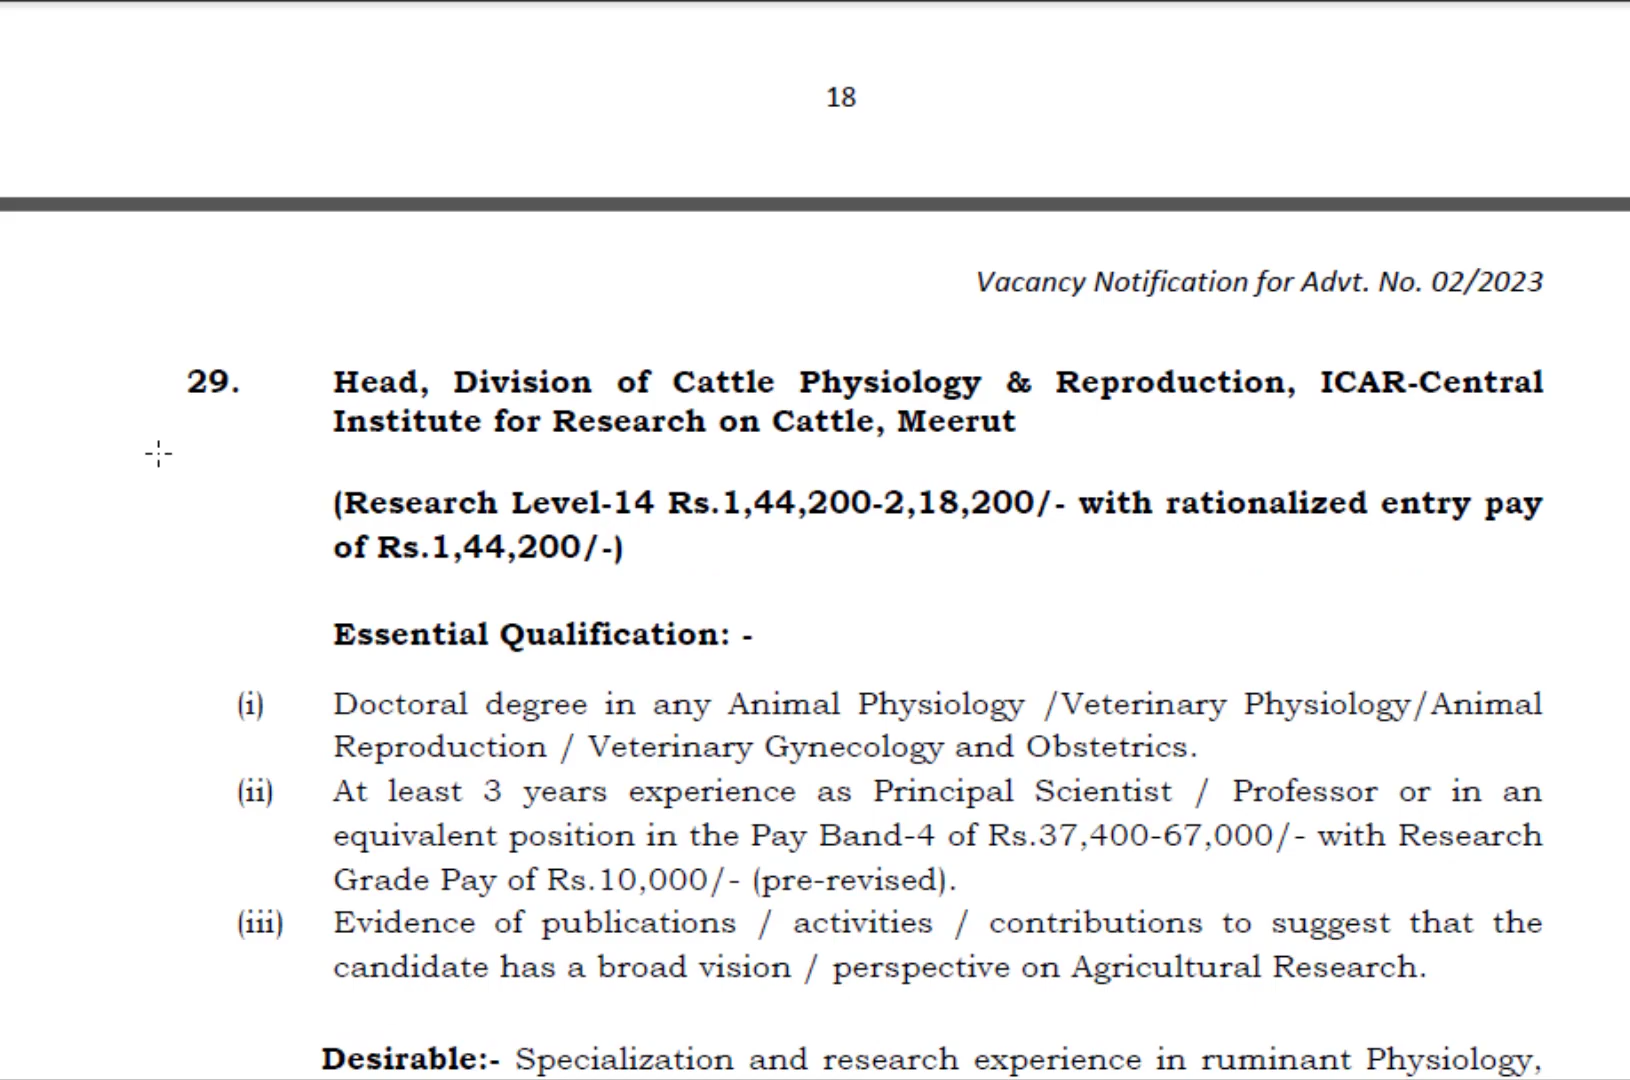 18
Vacancy Notification for Advt. No. 02/2023
29. Head, Division of Cattle Physiology & Reproduction, ICAR-Central
Institute for Research on Cattle, Meerut
(Research Level-14 Rs.1,44,200-2,18,200/- with rationalized entry pay
of Rs.1,44,200/-)
Essential Qualification: -
(i) Doctoral degree in any Animal Physiology /Veterinary Physiology/Animal
Reproduction / Veterinary Gynecology and Obstetrics.
(ii) At least 3 years experience as Principal Scientist / Professor or in an
equivalent position in the Pay Band-4 of Rs.37,400-67,000/- with Research
Grade Pay of Rs.10,000/- (pre-revised).
(iii) Evidence of publications / activities / contributions to suggest that the
candidate has a broad vision / perspective on Agricultural Research.
Desirable:- Specialization and research experience in ruminant Physiology,